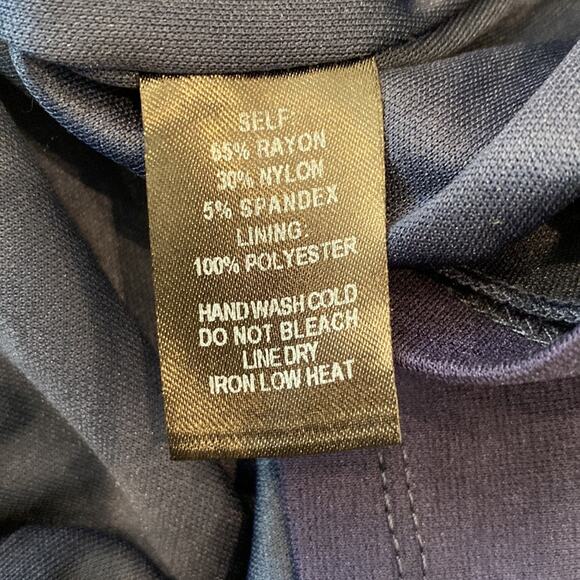 SELF:
65% RAYON
30% NYLON
5% SPANDEX
LINING:
100% POLYESTER
HAND WASH COLD
DO NOT BLEACH
LINE DRY
IRON LOW HEAT